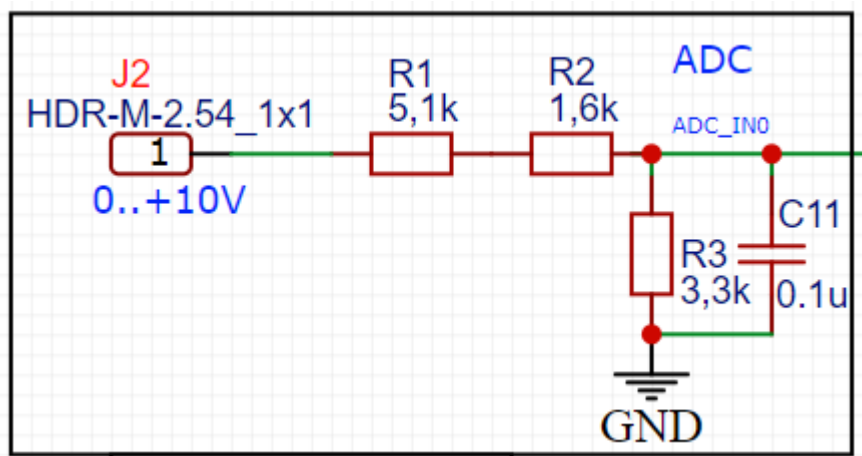 J2
HDR-M-2.54_1x1
1
0..+10V
R1
5,1k
R2
1,6k
ADC
ADC_IN0
R3
3,3k
C11
0.1u
GND